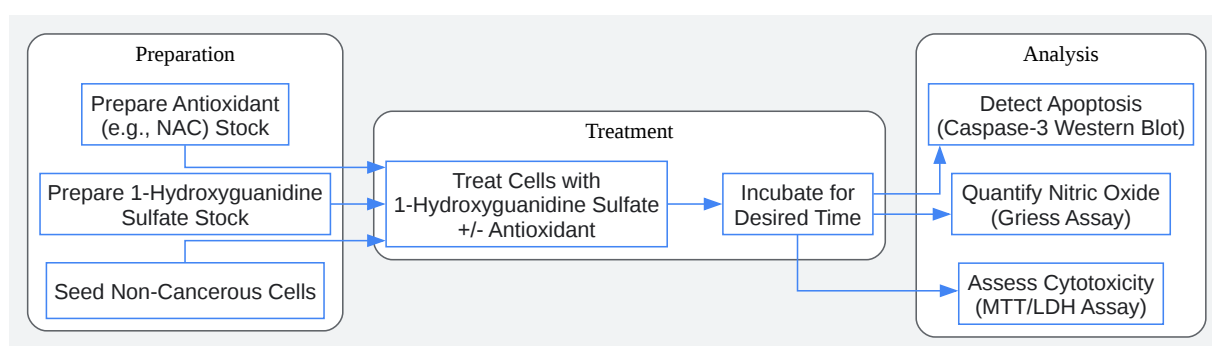 Preparation
Prepare Antioxidant
(e.g., NAC) Stock
Prepare 1-Hydroxyguanidine
Sulfate Stock
Seed Non-Cancerous Cells
Treatment
Treat Cells with
1-Hydroxyguanidine Sulfate
+/- Antioxidant
Incubate for
Desired Time
Analysis
Detect Apoptosis
(Caspase-3 Western Blot)
Quantify Nitric Oxide
(Griess Assay)
Assess Cytotoxicity
(MTT/LDH Assay)